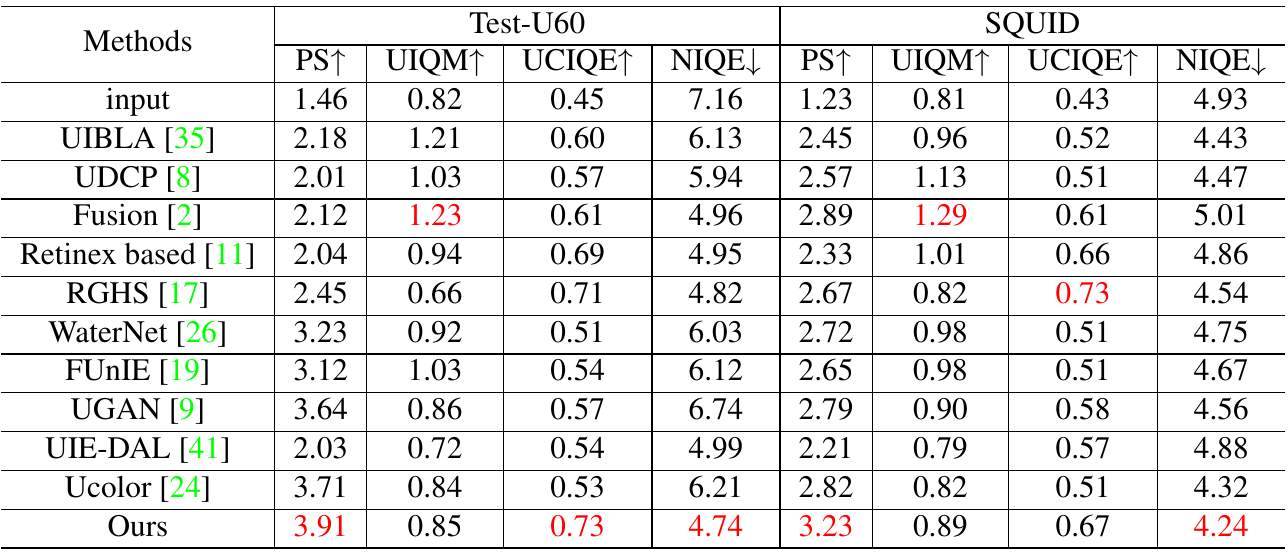 Methods Test-U60 SQUID
PS↑ UIQM↑ UCIQE↑ NIQE↓ PS↑ UIQM↑ UCIQE↑ NIQE↓
input 1.46 0.82 0.45 7.16 1.23 0.81 0.43 4.93
UIBLA [35] 2.18 1.21 0.60 6.13 2.45 0.96 0.52 4.43
UDCP [8] 2.01 1.03 0.57 5.94 2.57 1.13 0.51 4.47
Fusion [2] 2.12 1.23 0.61 4.96 2.89 1.29 0.61 5.01
Retinex based [11] 2.04 0.94 0.69 4.95 2.33 1.01 0.66 4.86
RGHS [17] 2.45 0.66 0.71 4.82 2.67 0.82 0.73 4.54
WaterNet [26] 3.23 0.92 0.51 6.03 2.72 0.98 0.51 4.75
FUnIE [19] 3.12 1.03 0.54 6.12 2.65 0.98 0.51 4.67
UGAN [9] 3.64 0.86 0.57 6.74 2.79 0.90 0.58 4.56
UIE-DAL [41] 2.03 0.72 0.54 4.99 2.21 0.79 0.57 4.88
Ucolor [24] 3.71 0.84 0.53 6.21 2.82 0.82 0.51 4.32
Ours 3.91 0.85 0.73 4.74 3.23 0.89 0.67 4.24